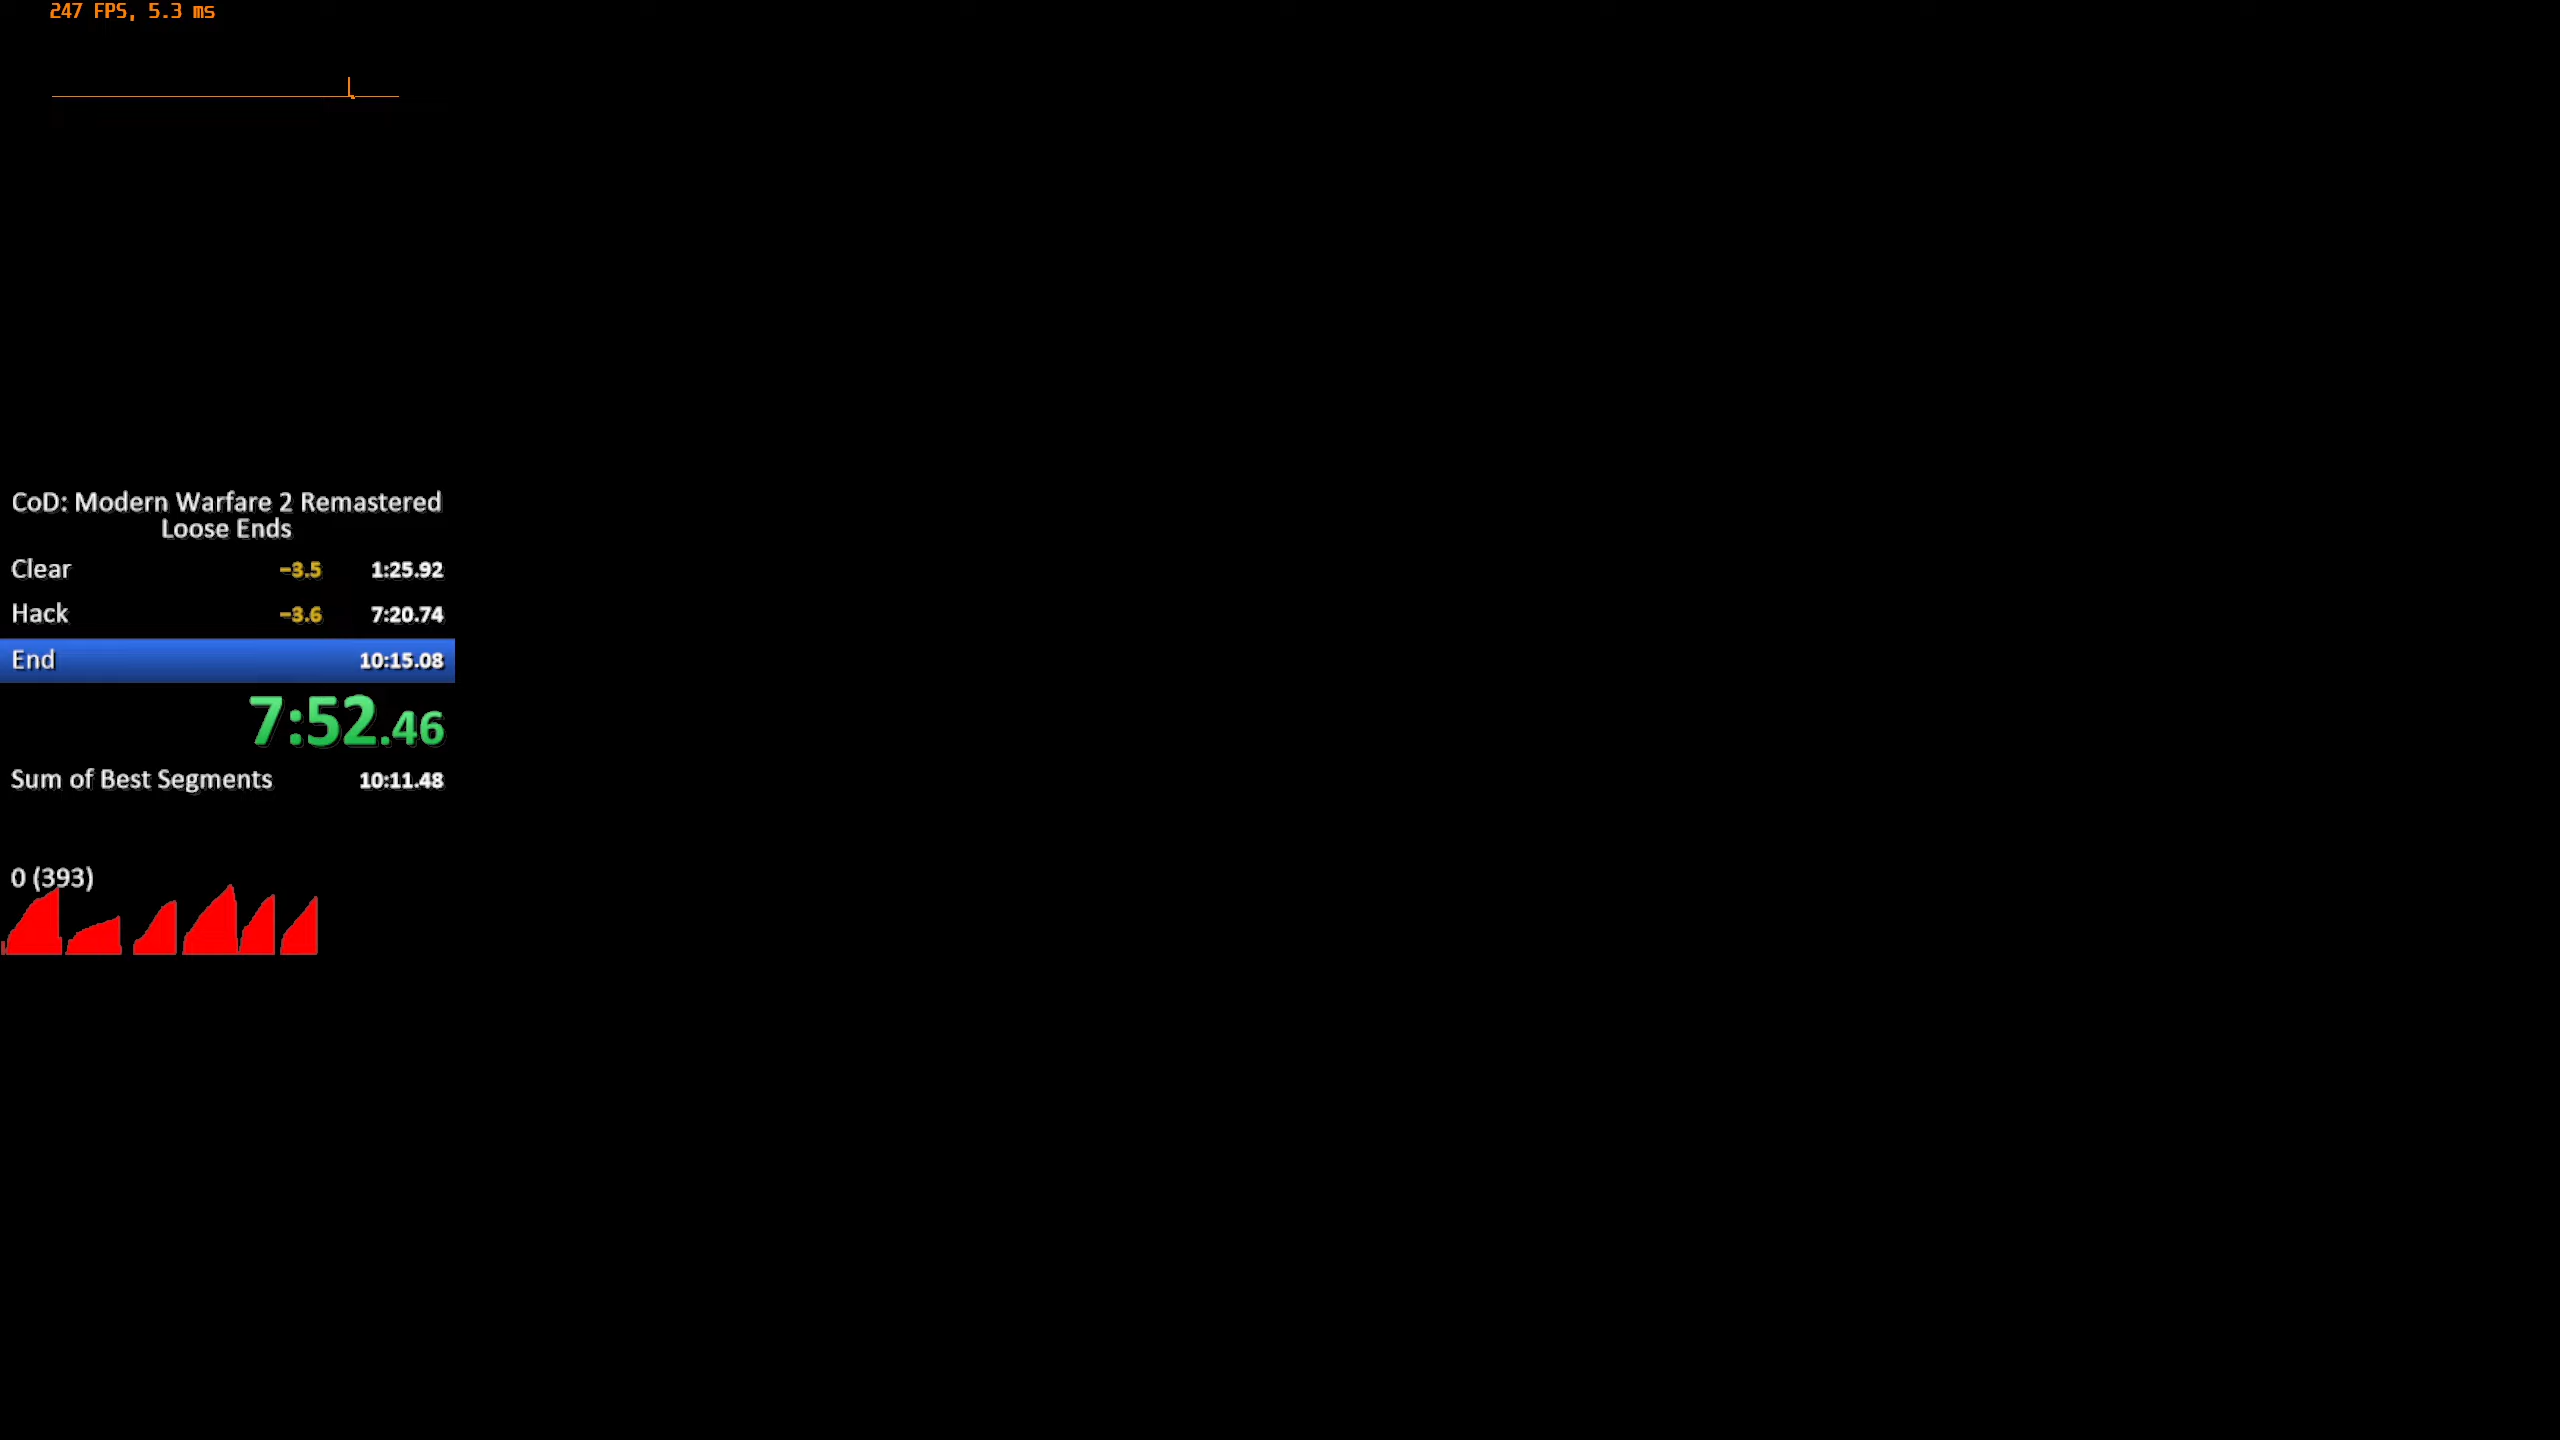 247 FPS, 5.3 ms
CoD: Modern Warfare 2 Remastered
Loose Ends
Clear −3.5 1:25.92
Hack −3.6 7:20.74
End 10:15.08
7:52.46
Sum of Best Segments 10:11.48
0 (393)